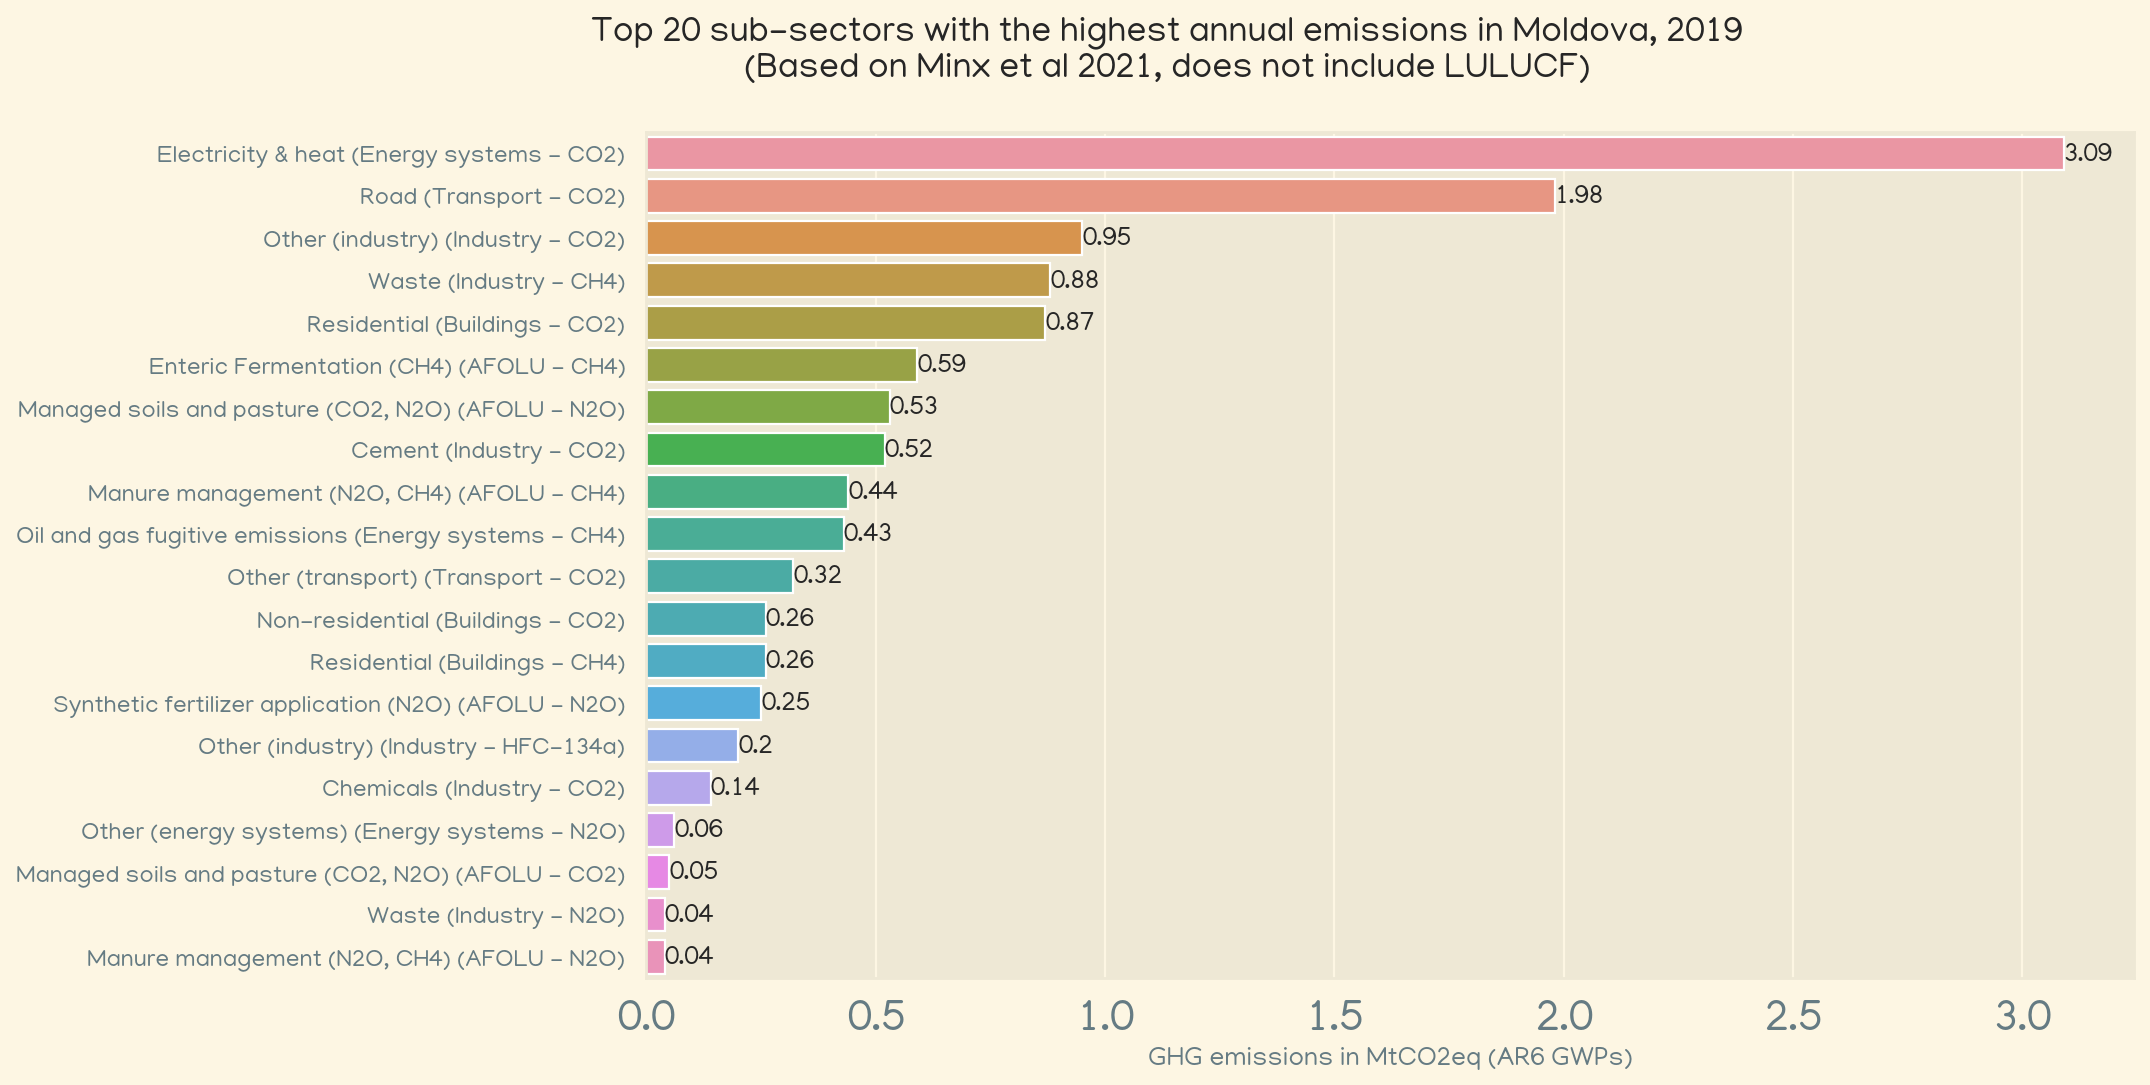 Top 20 sub-sectors with the highest annual emissions in Moldova, 2019
(Based on Minx et al 2021, does not include LULUCF)
Electricity & heat (Energy systems - CO2) 3.09
Road (Transport - CO2) 1.98
Other (industry) (Industry - CO2) 0.95
Waste (Industry - CH4) 0.88
Residential (Buildings - CO2) 0.87
Enteric Fermentation (CH4) (AFOLU - CH4) 0.59
Managed soils and pasture (CO2, N2O) (AFOLU - N2O) 0.53
Cement (Industry - CO2) 0.52
Manure management (N2O, CH4) (AFOLU - CH4) 0.44
Oil and gas fugitive emissions (Energy systems - CH4) 0.43
Other (transport) (Transport - CO2) 0.32
Non-residential (Buildings - CO2) 0.26
Residential (Buildings - CH4) 0.26
Synthetic fertilizer application (N2O) (AFOLU - N2O) 0.25
Other (industry) (Industry - HFC-134a) 0.2
Chemicals (Industry - CO2) 0.14
Other (energy systems) (Energy systems - N2O) 0.06
Managed soils and pasture (CO2, N2O) (AFOLU - CO2) 0.05
Waste (Industry - N2O) 0.04
Manure management (N2O, CH4) (AFOLU - N2O) 0.04
0.0 0.5 1.0 1.5 2.0 2.5 3.0
GHG emissions in MtCO2eq (AR6 GWPs)